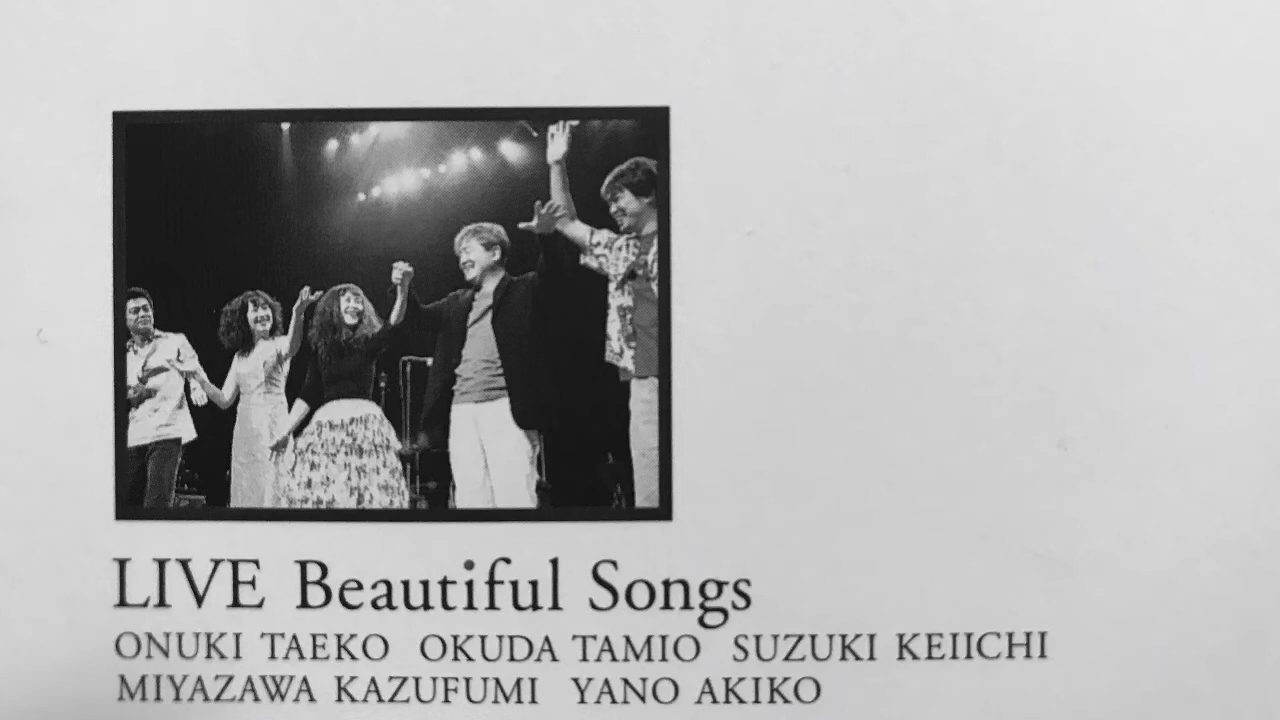 LIVE Beautiful Songs
ONUKI TAEKO OKUDA TAMIO SUZUKI KEIICHI
MIYAZAWA KAZUFUMI YANO AKIKO